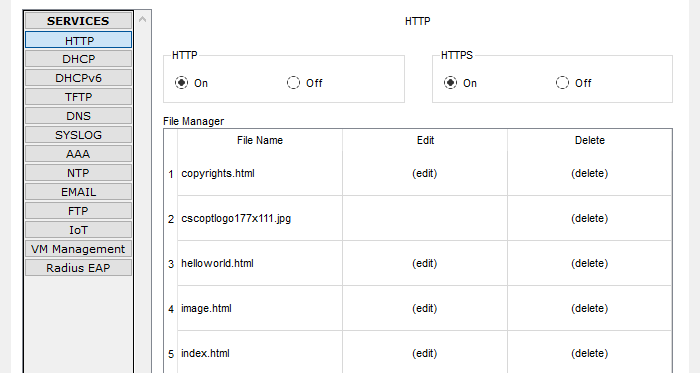 SERVICES
HTTP
DHCP
DHCPv6
TFTP
DNS
SYSLOG
AAA
NTP
EMAIL
FTP
IoT
VM Management
Radius EAP
HTTP
HTTP
On Off
HTTPS
On Off
File Manager
File Name Edit Delete
1 copyrights.html (edit) (delete)
2 cscoptlogo177x111.jpg (delete)
3 helloworld.html (edit) (delete)
4 image.html (edit) (delete)
5 index.html (edit) (delete)